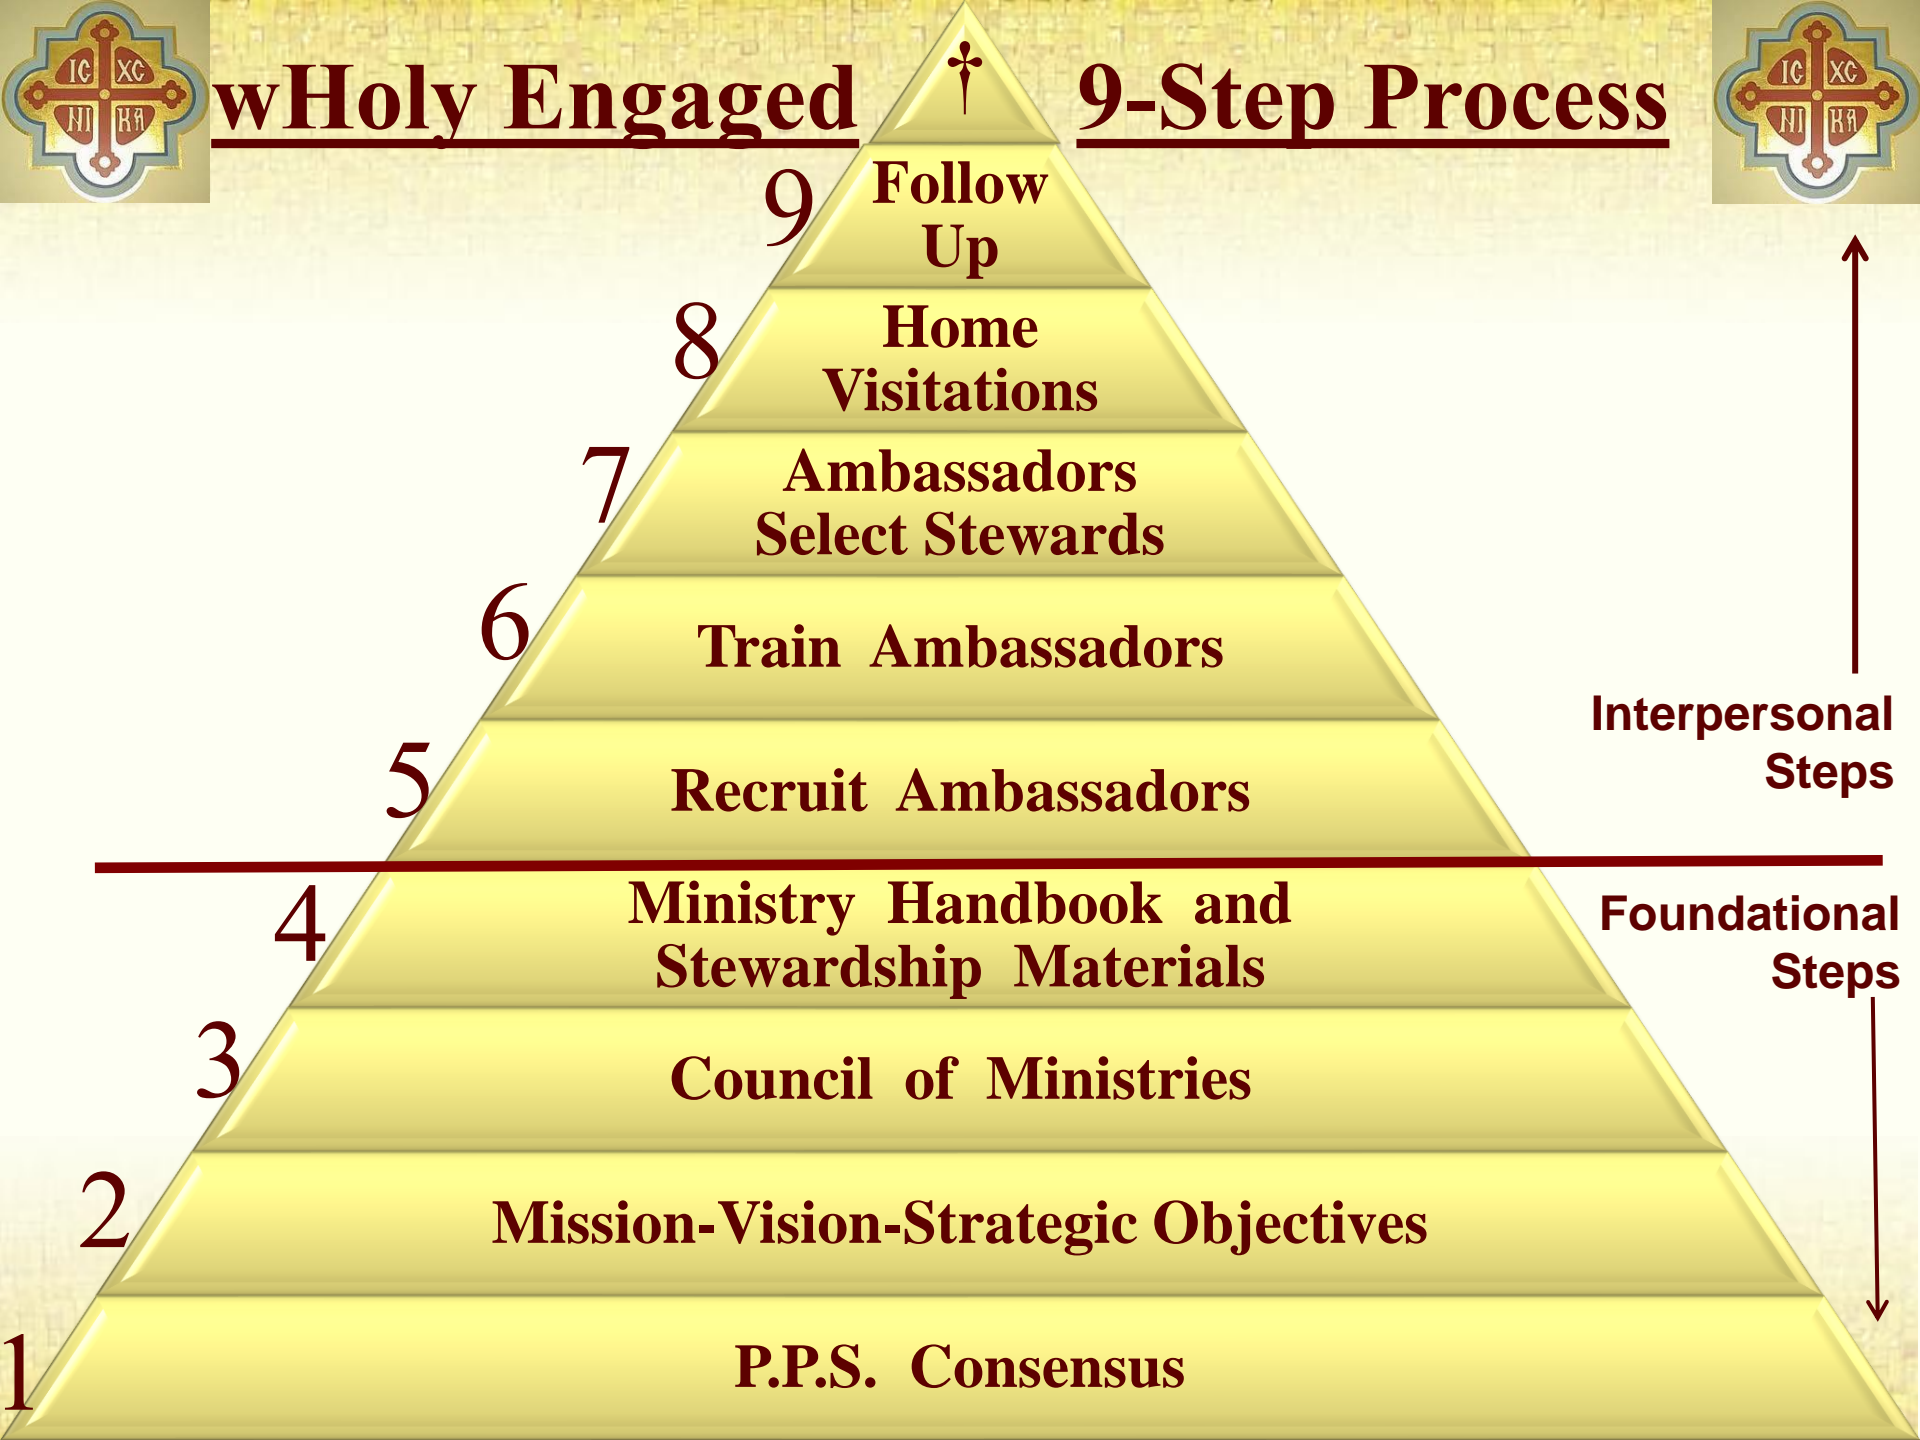 IC XC
NI KA
wHoly Engaged † 9-Step Process
IC XC
NI KA
9 Follow
Up
8 Home
Visitations
7 Ambassadors
Select Stewards
6 Train Ambassadors
5 Recruit Ambassadors
Interpersonal
Steps
4 Ministry Handbook and
Stewardship Materials
Foundational
Steps
3 Council of Ministries
2 Mission-Vision-Strategic Objectives
1 P.P.S. Consensus